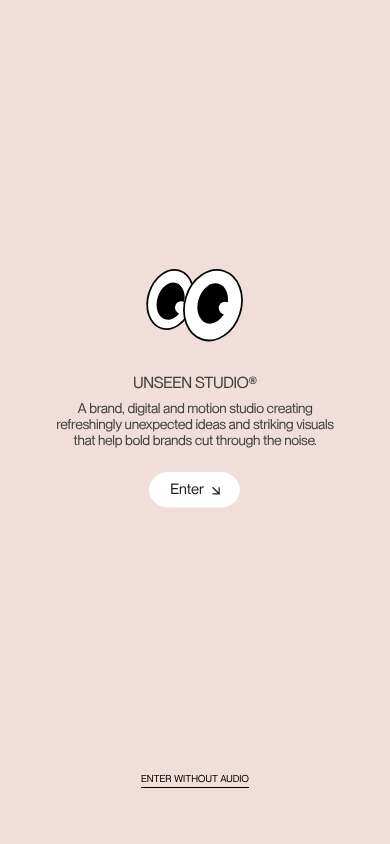 UNSEEN STUDIO®
A brand, digital and motion studio creating
refreshingly unexpected ideas and striking visuals
that help bold brands cut through the noise.
Enter
ENTER WITHOUT AUDIO